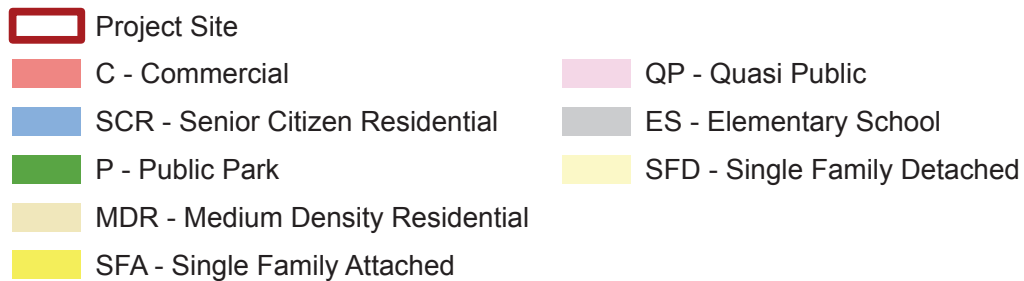 Project Site
C - Commercial
SCR - Senior Citizen Residential
P - Public Park
MDR - Medium Density Residential
SFA - Single Family Attached
QP - Quasi Public
ES - Elementary School
SFD - Single Family Detached